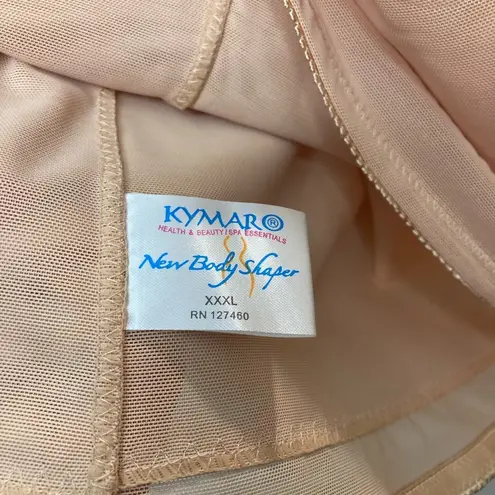 KYMARO®
HEALTH & BEAUTY/SPA ESSENTIALS
New Body Shaper
XXXL
RN 127460